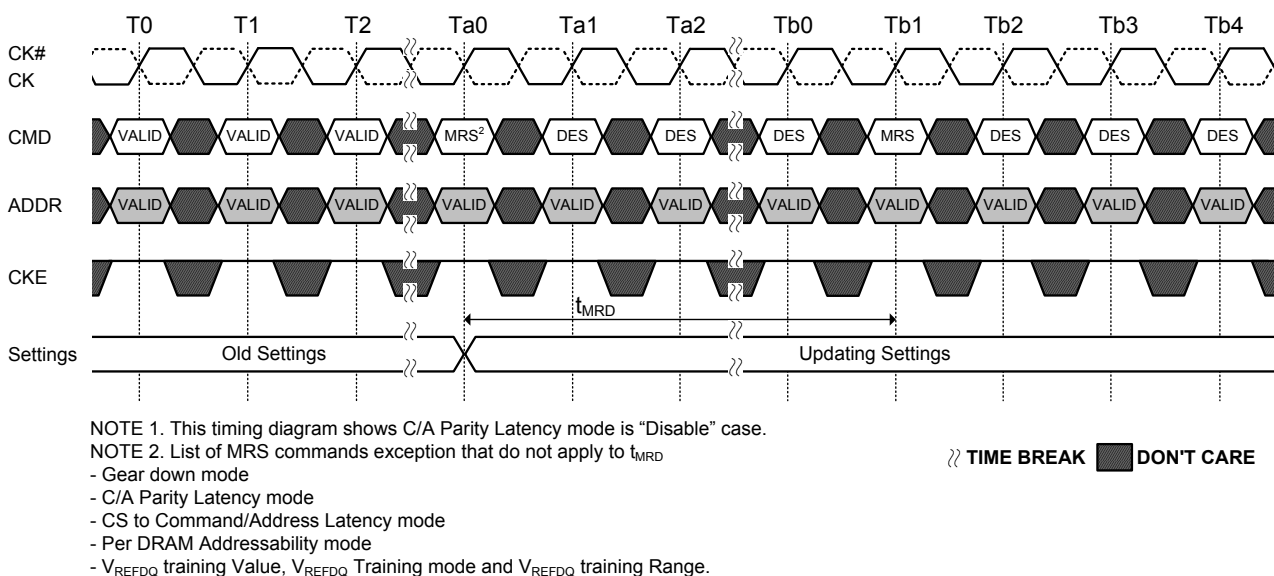 T0 T1 T2 Ta0 Ta1 Ta2 Tb0 Tb1 Tb2 Tb3 Tb4
CK#
CK
CMD VALID VALID VALID MRS² DES DES DES MRS DES DES DES
ADDR VALID VALID VALID VALID VALID VALID VALID VALID VALID VALID VALID
CKE
tMRD
Settings Old Settings Updating Settings
NOTE 1. This timing diagram shows C/A Parity Latency mode is “Disable” case.
NOTE 2. List of MRS commands exception that do not apply to tMRD
- Gear down mode
- C/A Parity Latency mode
- CS to Command/Address Latency mode
- Per DRAM Addressability mode
- VREFDQ training Value, VREFDQ Training mode and VREFDQ training Range.
TIME BREAK DON'T CARE